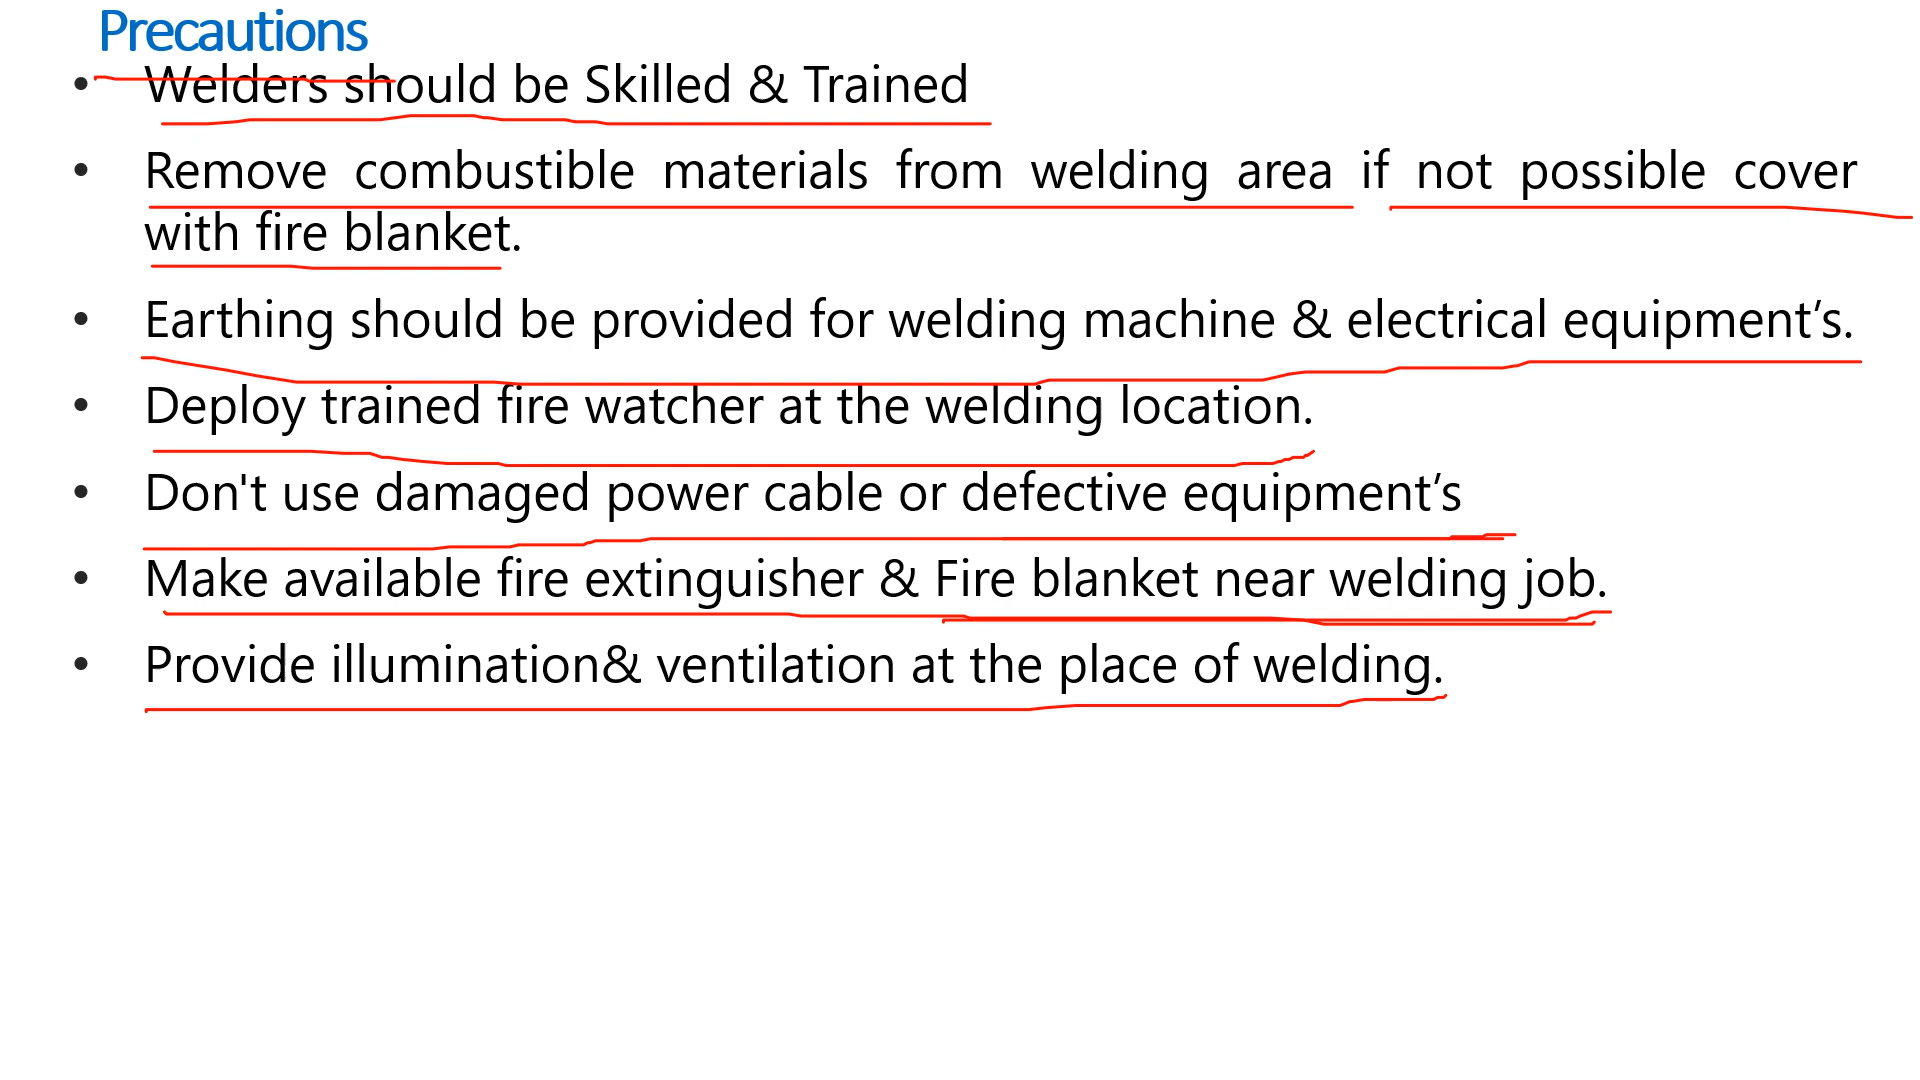 Precautions
• Welders should be Skilled & Trained
• Remove combustible materials from welding area if not possible cover
with fire blanket.
• Earthing should be provided for welding machine & electrical equipment’s.
• Deploy trained fire watcher at the welding location.
• Don't use damaged power cable or defective equipment’s
• Make available fire extinguisher & Fire blanket near welding job.
• Provide illumination& ventilation at the place of welding.